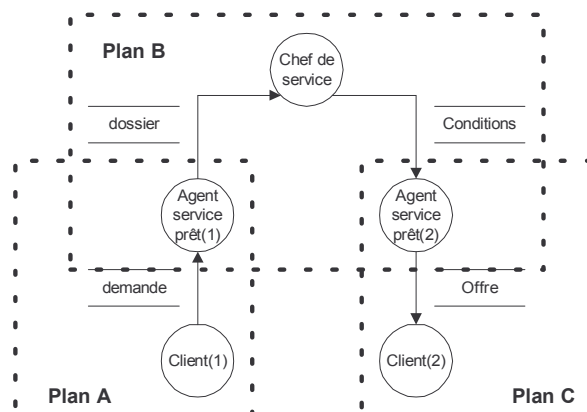 Plan B
Chef de
service
dossier
Conditions
Agent
service
prêt(1)
Agent
service
prêt(2)
demande
Offre
Client(1)
Client(2)
Plan A
Plan C